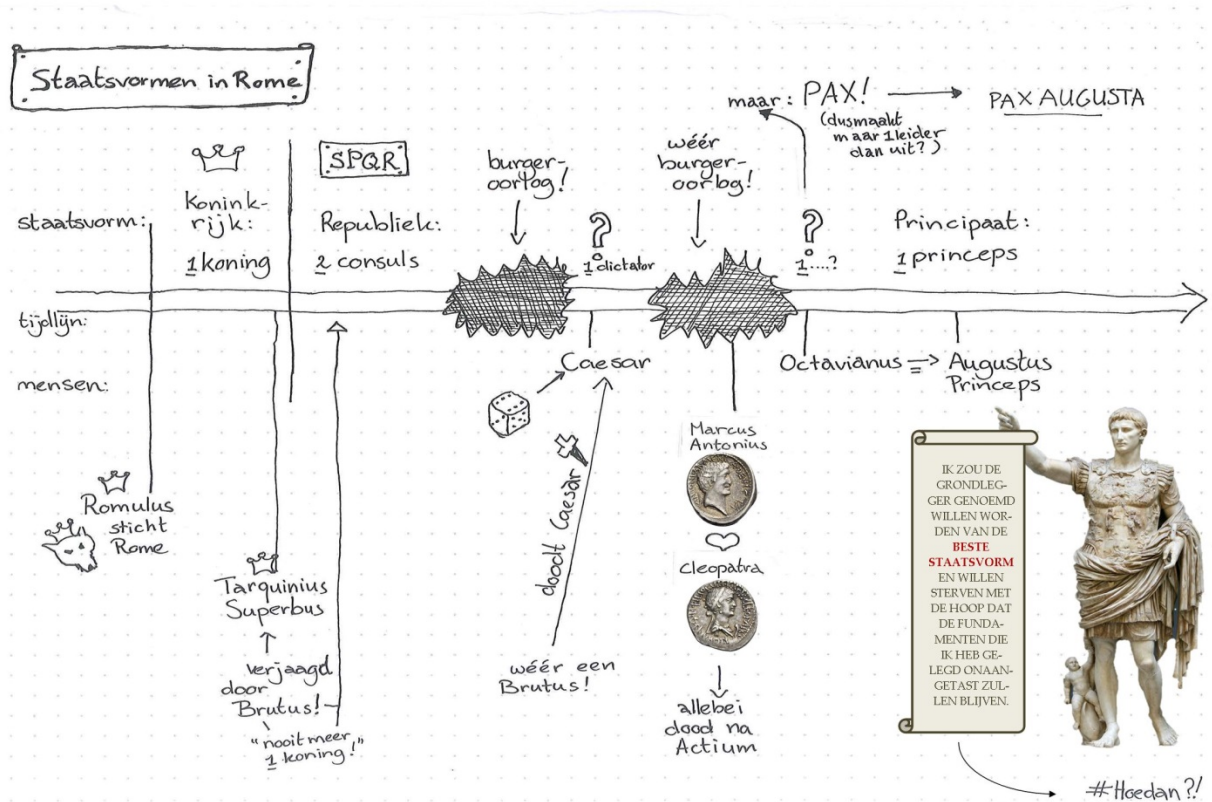 Staatsvormen in Rome
maar: PAX!
PAX AUGUSTA
(dus maakt
maar 1 leider
dan uit?)
staatsvorm:
Konink-
rijk:
1 koning
SPQR
Republiek:
2 consuls
burger-
oorlog!
?
1 dictator
wéér
burger-
oorlog!
?
1....?
Principaat:
1 princeps
tijdlijn:
mensen:
Romulus
sticht
Rome
Tarquinius
Superbus
verjaagd
door
Brutus!
"nooit meer
1 koning!"
Caesar
doodt Caesar
wéér een
Brutus!
Marcus
Antonius
Cleopatra
allebei
dood na
Actium
Octavianus =>
Augustus
Princeps
IK ZOU DE
GRONDLEG-
GER GENOEMD
WILLEN WOR-
DEN VAN DE
BESTE
STAATSVORM
EN WILLEN
STERVEN MET
DE HOOP DAT
DE FUNDA-
MENTEN DIE
IK HEB GE-
LEGD ONAAN-
GETAST ZUL-
LEN BLIJVEN.
#Hoedan?!